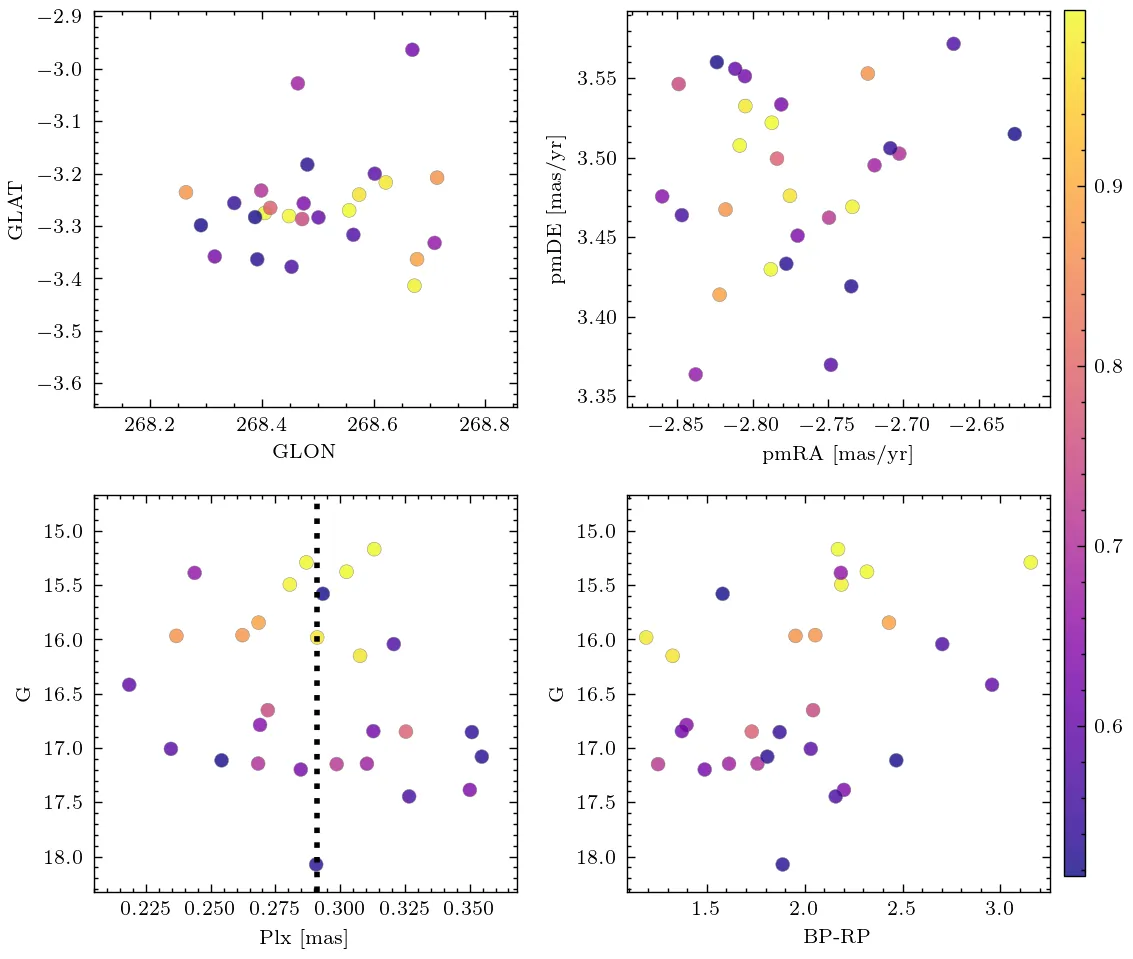 −2.9
−3.0
−3.1
−3.2
−3.3
−3.4
−3.5
−3.6
GLAT
268.2 268.4 268.6 268.8
GLON
3.55
3.50
3.45
3.40
3.35
pmDE [mas/yr]
−2.85 −2.80 −2.75 −2.70 −2.65
pmRA [mas/yr]
15.0
15.5
16.0
16.5
17.0
17.5
18.0
G
0.225 0.250 0.275 0.300 0.325 0.350
Plx [mas]
15.0
15.5
16.0
16.5
17.0
17.5
18.0
G
1.5 2.0 2.5 3.0
BP-RP
0.9
0.8
0.7
0.6